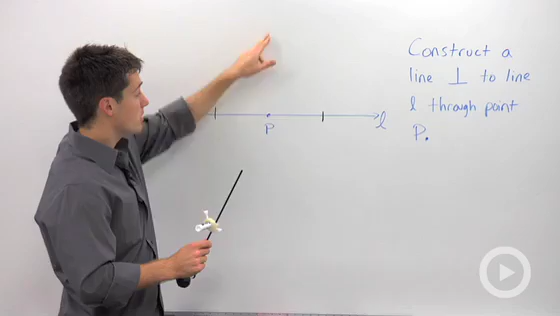 Construct a
line ⊥ to line
l through point
P.
P
l